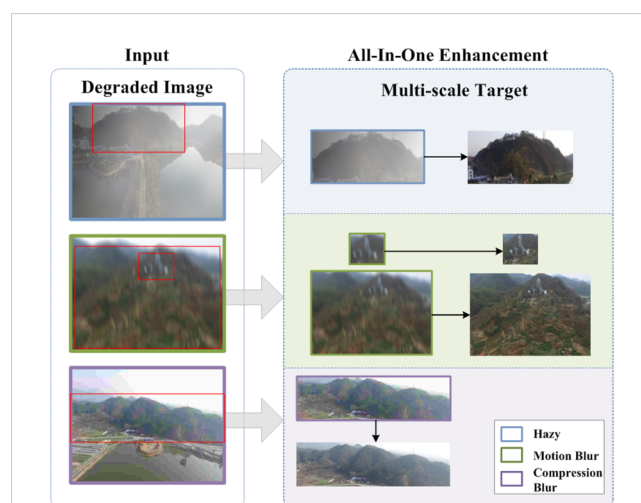 Input
All-In-One Enhancement
Degraded Image
Multi-scale Target
Hazy
Motion Blur
Compression
Blur